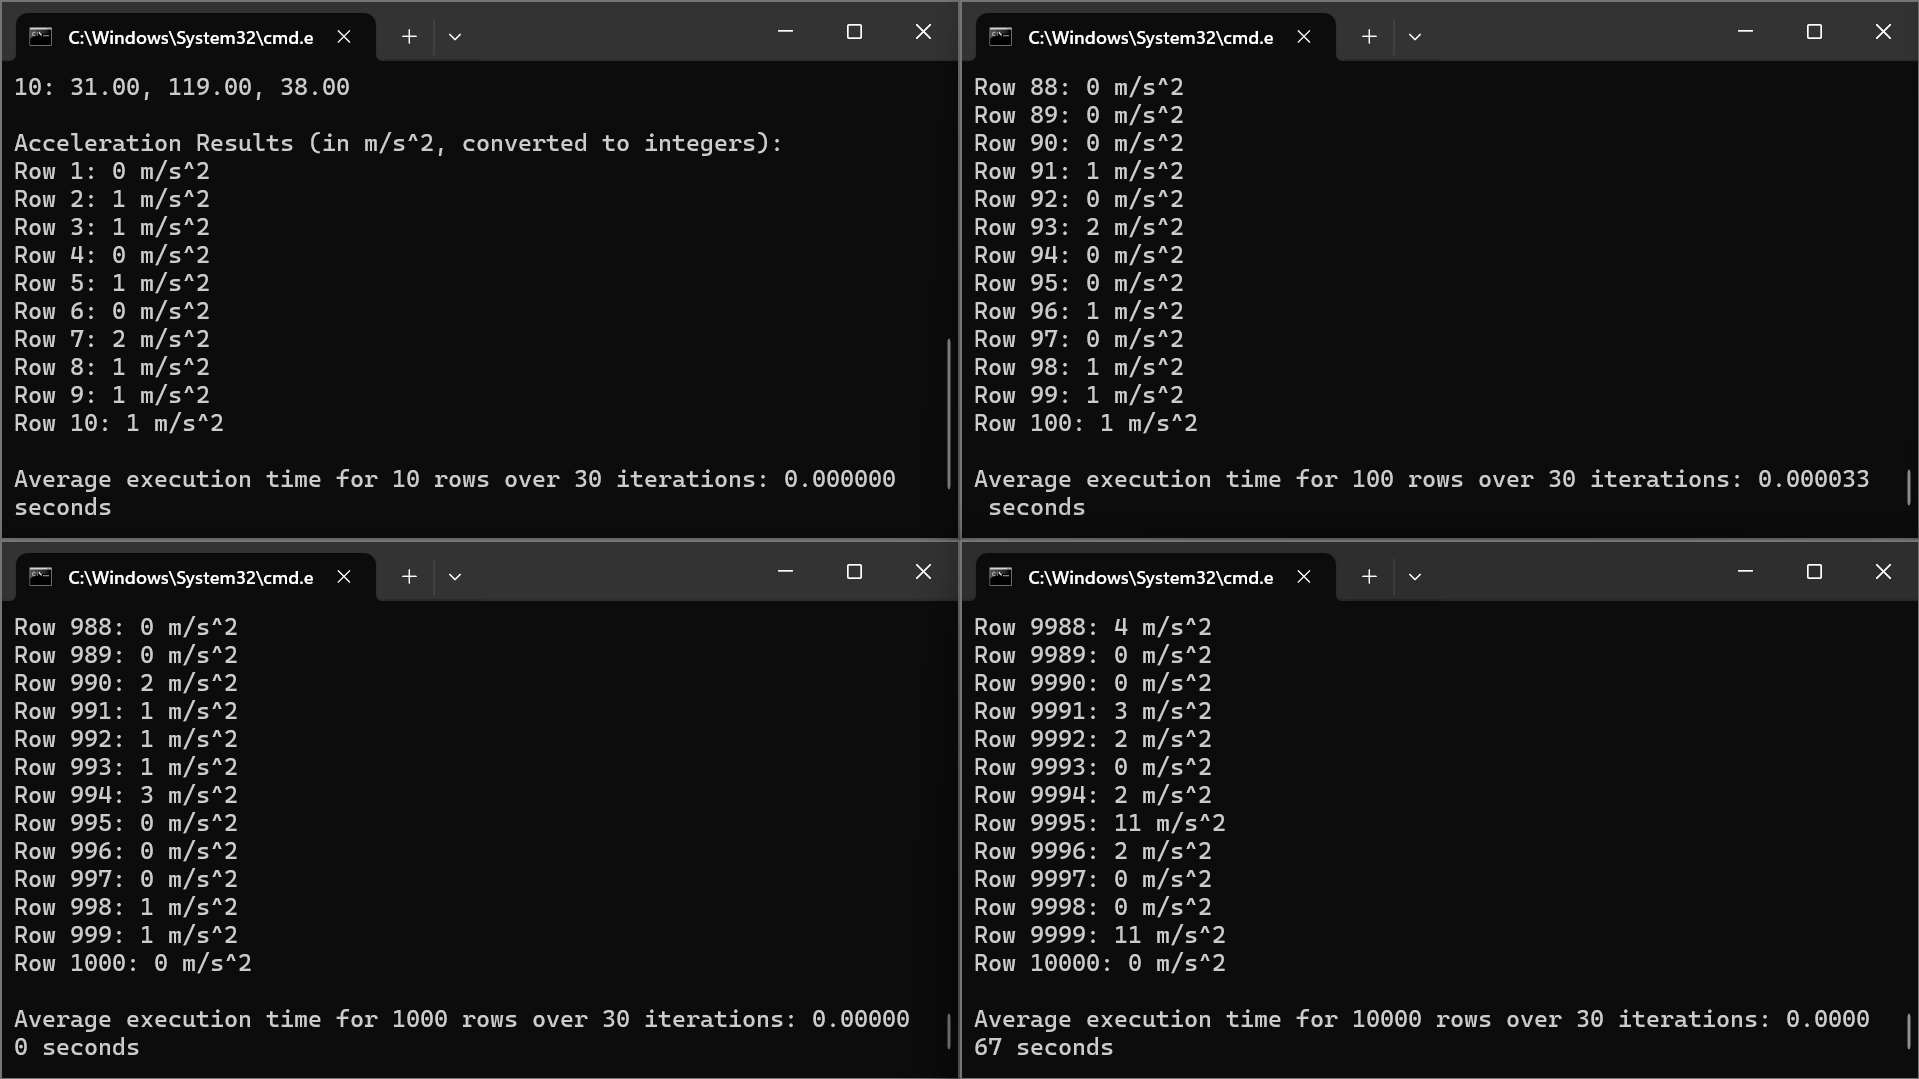 C:\Windows\System32\cmd.e
10: 31.00, 119.00, 38.00
Acceleration Results (in m/s^2, converted to integers):
Row 1: 0 m/s^2
Row 2: 1 m/s^2
Row 3: 1 m/s^2
Row 4: 0 m/s^2
Row 5: 1 m/s^2
Row 6: 0 m/s^2
Row 7: 2 m/s^2
Row 8: 1 m/s^2
Row 9: 1 m/s^2
Row 10: 1 m/s^2
Average execution time for 10 rows over 30 iterations: 0.000000
seconds
C:\Windows\System32\cmd.e
Row 88: 0 m/s^2
Row 89: 0 m/s^2
Row 90: 0 m/s^2
Row 91: 1 m/s^2
Row 92: 0 m/s^2
Row 93: 2 m/s^2
Row 94: 0 m/s^2
Row 95: 0 m/s^2
Row 96: 1 m/s^2
Row 97: 0 m/s^2
Row 98: 1 m/s^2
Row 99: 1 m/s^2
Row 100: 1 m/s^2
Average execution time for 100 rows over 30 iterations: 0.000033
seconds
C:\Windows\System32\cmd.e
Row 988: 0 m/s^2
Row 989: 0 m/s^2
Row 990: 2 m/s^2
Row 991: 1 m/s^2
Row 992: 1 m/s^2
Row 993: 1 m/s^2
Row 994: 3 m/s^2
Row 995: 0 m/s^2
Row 996: 0 m/s^2
Row 997: 0 m/s^2
Row 998: 1 m/s^2
Row 999: 1 m/s^2
Row 1000: 0 m/s^2
Average execution time for 1000 rows over 30 iterations: 0.00000
0 seconds
C:\Windows\System32\cmd.e
Row 9988: 4 m/s^2
Row 9989: 0 m/s^2
Row 9990: 0 m/s^2
Row 9991: 3 m/s^2
Row 9992: 2 m/s^2
Row 9993: 0 m/s^2
Row 9994: 2 m/s^2
Row 9995: 11 m/s^2
Row 9996: 2 m/s^2
Row 9997: 0 m/s^2
Row 9998: 0 m/s^2
Row 9999: 11 m/s^2
Row 10000: 0 m/s^2
Average execution time for 10000 rows over 30 iterations: 0.0000
67 seconds